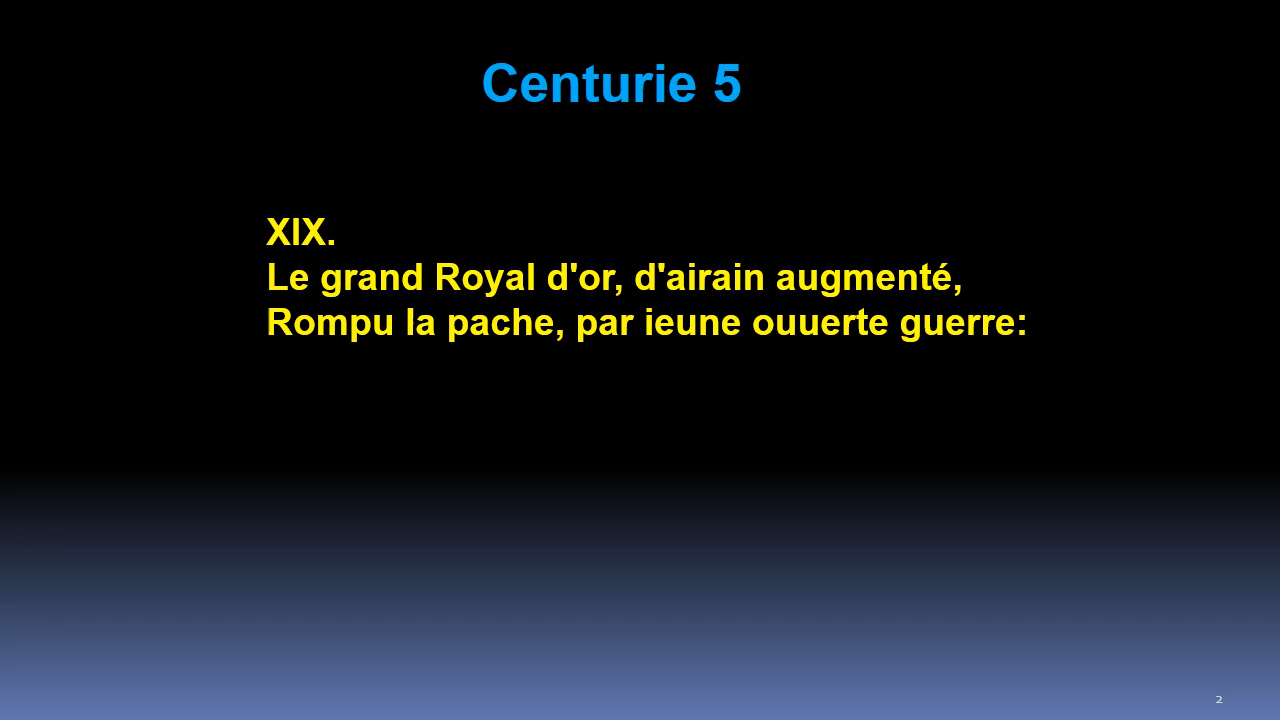 Centurie 5
XIX.
Le grand Royal d'or, d'airain augmenté,
Rompu la pache, par ieune ouuerte guerre:
2